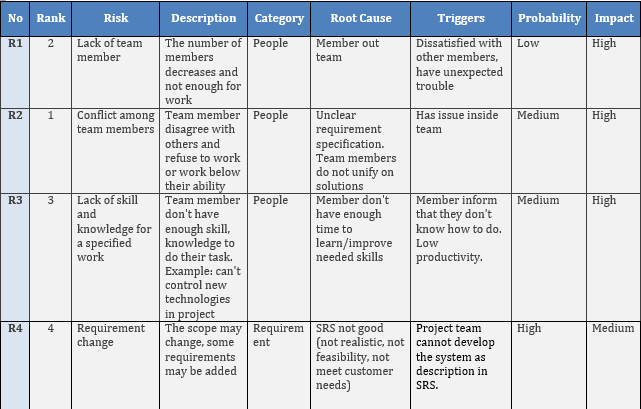 No Rank Risk Description Category Root Cause Triggers Probability Impact
R1 2 Lack of team The number of People Member out Dissatisfied with Low High
member members team other members,
decreases and have unexpected
not enough for trouble
work
R2 1 Conflict among Team member People Unclear Has issue inside Medium High
team members disagree with requirement team
others and specification.
refuse to work Team members
or work below do not unify on
their ability solutions
R3 3 Lack of skill Team member People Member don't Member inform Medium High
and don't have have enough that they don't
knowledge for enough skill, time to know how to do.
a specified knowledge to learn/improve Low
work do their task. needed skills productivity.
Example: can't
control new
technologies
in project
R4 4 Requirement The scope may Requirem SRS not good Project team High Medium
change change, some ent (not realistic, not cannot develop
requirements feasibility, not the system as
may be added meet customer description in
needs) SRS.